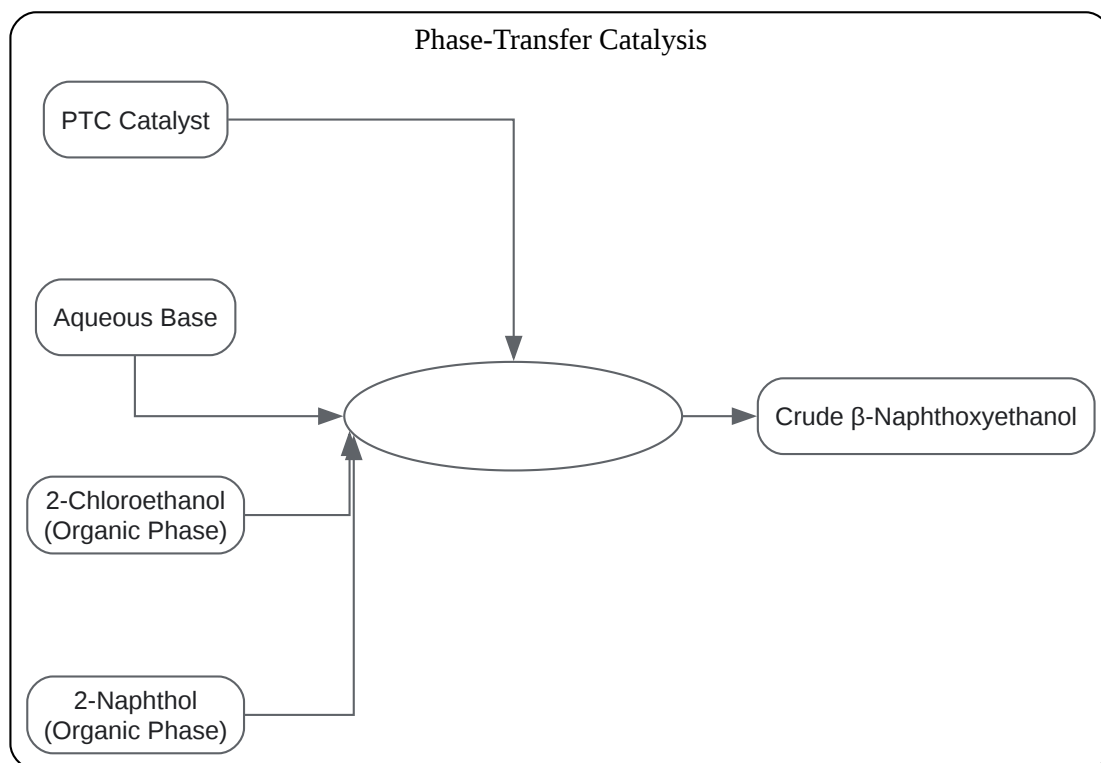 Phase-Transfer Catalysis
PTC Catalyst
Aqueous Base
Crude β-Naphthoxyethanol
2-Chloroethanol
(Organic Phase)
2-Naphthol
(Organic Phase)